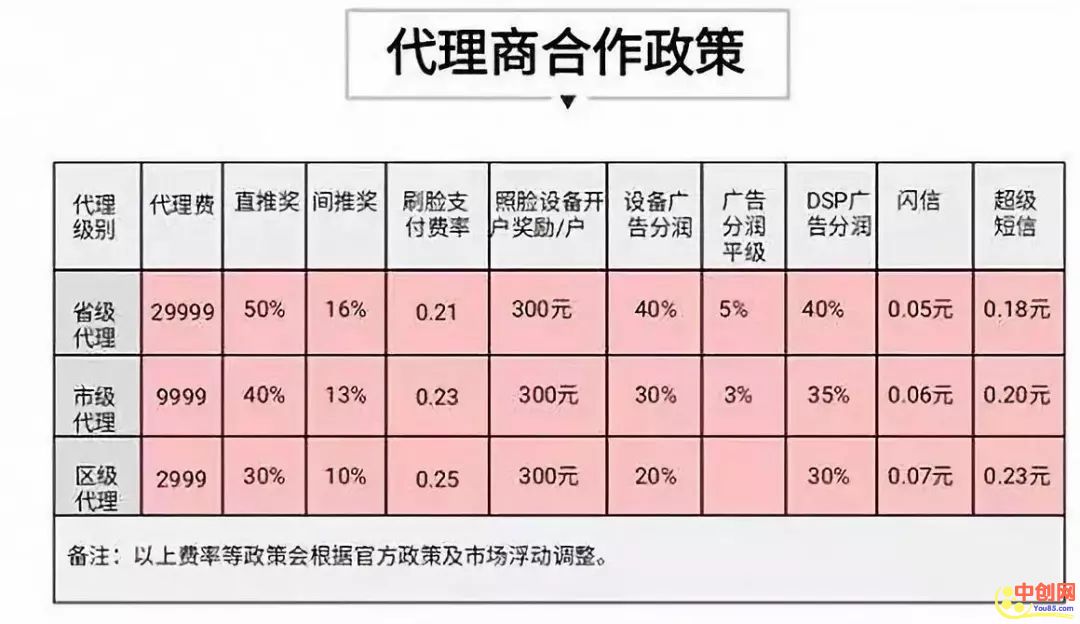 代理商合作政策
代理级别 代理费 直推奖 间推奖 刷脸支付费率 照脸设备开户奖励/户 设备广告分润 广告分润平级 DSP广告分润 闪信 超级短信
省级代理 29999 50% 16% 0.21 300元 40% 5% 40% 0.05元 0.18元
市级代理 9999 40% 13% 0.23 300元 30% 3% 35% 0.06元 0.20元
区级代理 2999 30% 10% 0.25 300元 20% 30% 0.07元 0.23元
备注：以上费率等政策会根据官方政策及市场浮动调整。
中创网
You85.com